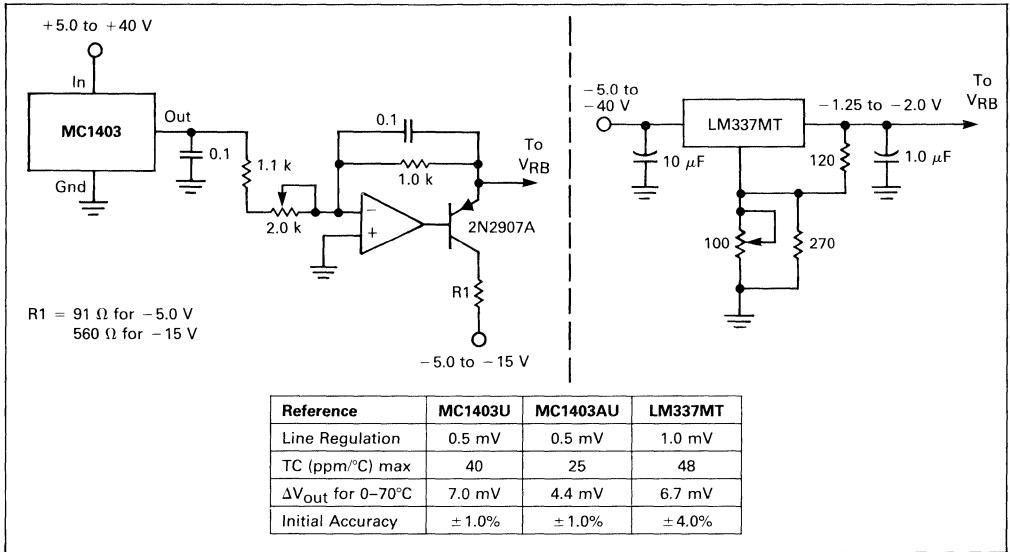 +5.0 to +40 V
In
MC1403
Out
Gnd
0.1
1.1 k
2.0 k
0.1
1.0 k
−
+
To
VRB
2N2907A
R1
−5.0 to −15 V
R1 = 91 Ω for −5.0 V
560 Ω for −15 V
−5.0 to
−40 V
LM337MT
−1.25 to −2.0 V
To
VRB
10 μF
120
1.0 μF
100
270
Reference MC1403U MC1403AU LM337MT
Line Regulation 0.5 mV 0.5 mV 1.0 mV
TC (ppm/°C) max 40 25 48
ΔVout for 0–70°C 7.0 mV 4.4 mV 6.7 mV
Initial Accuracy ±1.0% ±1.0% ±4.0%